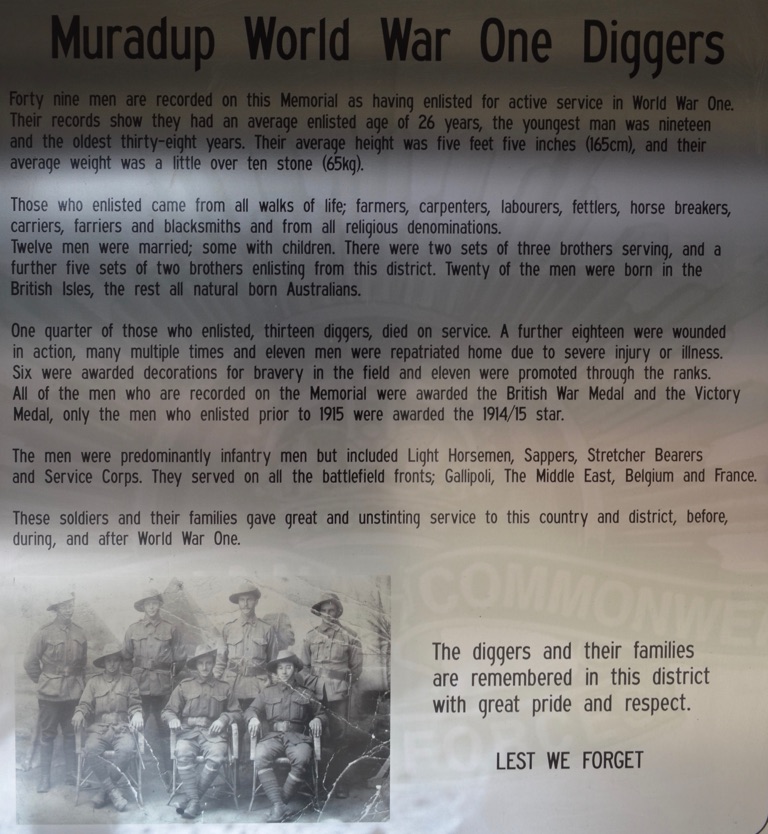 Muradup World War One Diggers
Forty nine men are recorded on this Memorial as having enlisted for active service in World War One.
Their records show they had an average enlisted age of 26 years, the youngest man was nineteen
and the oldest thirty-eight years. Their average height was five feet five inches (165cm), and their
average weight was a little over ten stone (65kg).
Those who enlisted came from all walks of life; farmers, carpenters, labourers, fettlers, horse breakers,
carriers, farriers and blacksmiths and from all religious denominations.
Twelve men were married; some with children. There were two sets of three brothers serving, and a
further five sets of two brothers enlisting from this district. Twenty of the men were born in the
British Isles, the rest all natural born Australians.
One quarter of those who enlisted, thirteen diggers, died on service. A further eighteen were wounded
in action, many multiple times and eleven men were repatriated home due to severe injury or illness.
Six were awarded decorations for bravery in the field and eleven were promoted through the ranks.
All of the men who are recorded on the Memorial were awarded the British War Medal and the Victory
Medal, only the men who enlisted prior to 1915 were awarded the 1914/15 star.
The men were predominantly infantry men but included Light Horsemen, Sappers, Stretcher Bearers
and Service Corps. They served on all the battlefield fronts; Gallipoli, The Middle East, Belgium and France.
These soldiers and their families gave great and unstinting service to this country and district, before,
during, and after World War One.
COMMONWE
The diggers and their families
are remembered in this district
with great pride and respect.
FORCE
LEST WE FORGET